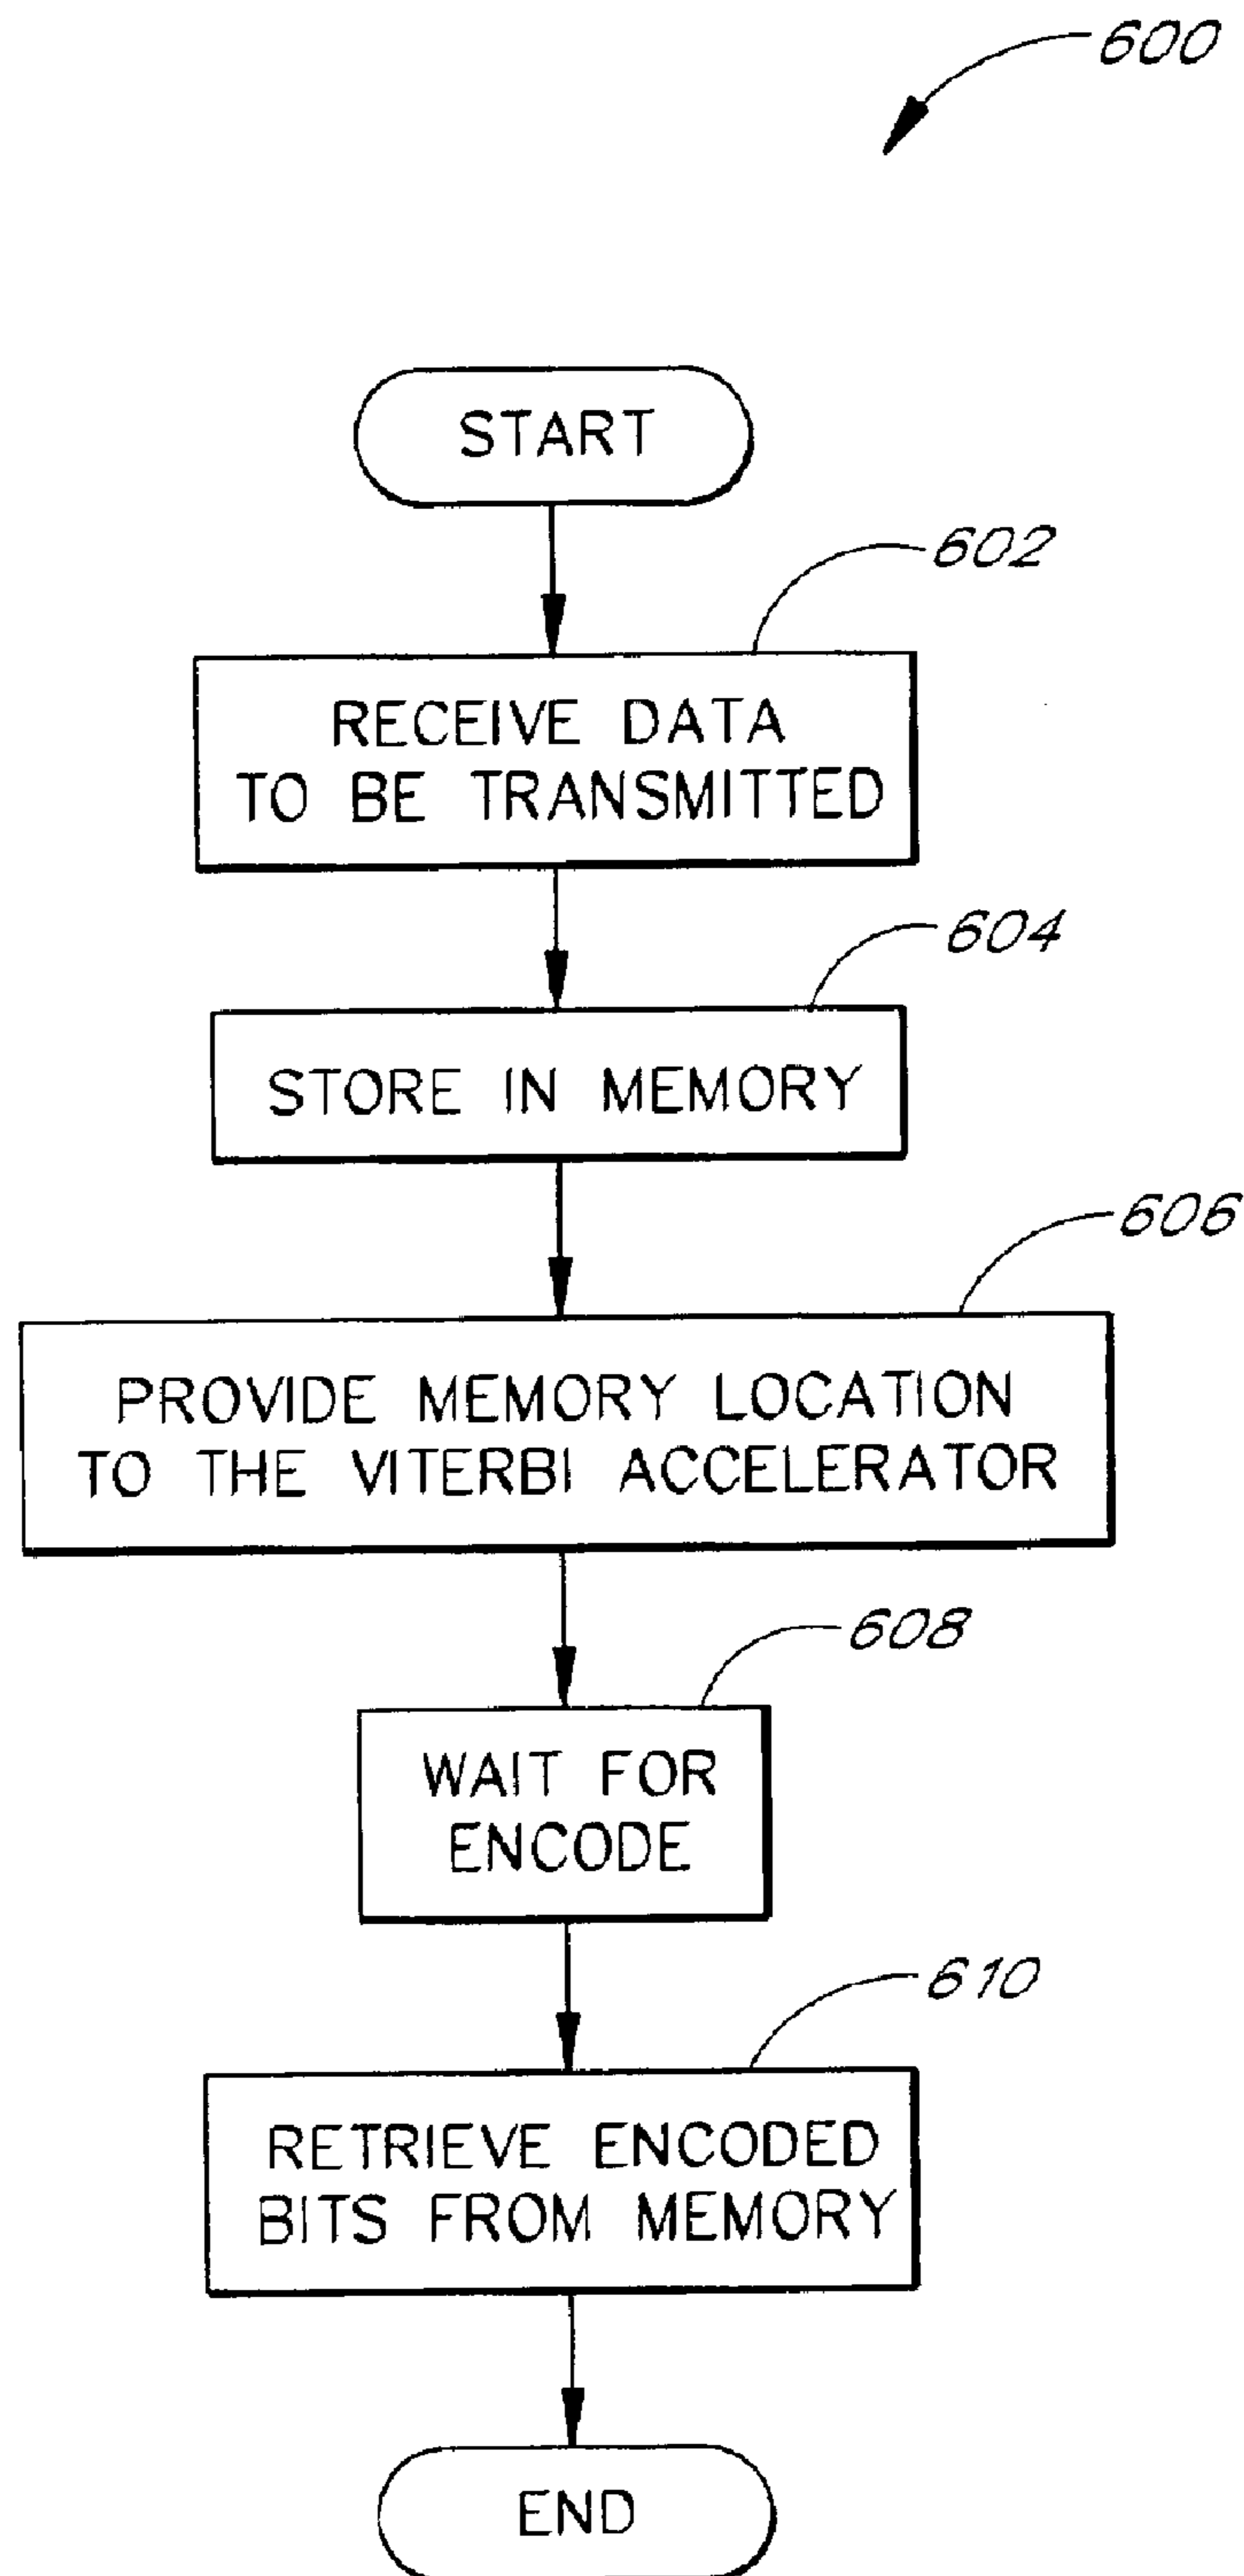 600
START
602
RECEIVE DATA
TO BE TRANSMITTED
604
STORE IN MEMORY
606
PROVIDE MEMORY LOCATION
TO THE VITERBI ACCELERATOR
608
WAIT FOR
ENCODE
610
RETRIEVE ENCODED
BITS FROM MEMORY
END